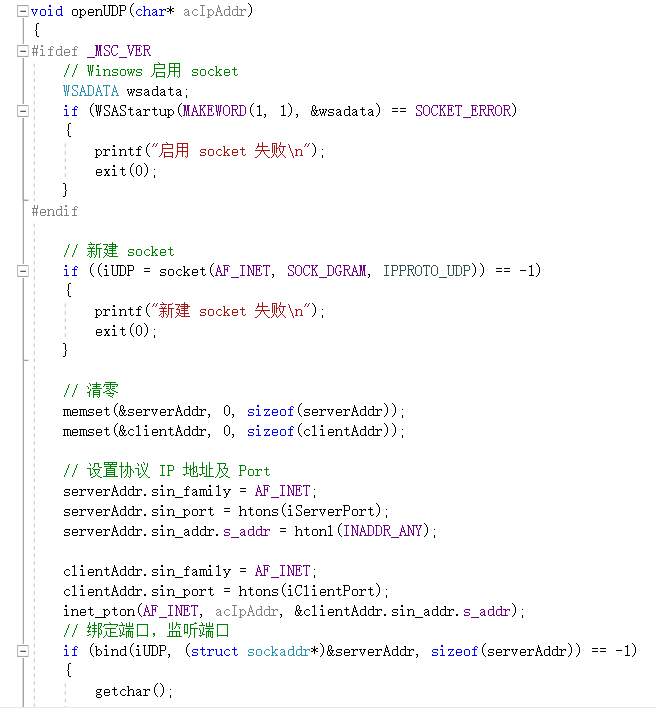 void openUDP(char* acIpAddr)
{
#ifdef _MSC_VER
// Winsows 启用 socket
WSADATA wsadata;
if (WSAStartup(MAKEWORD(1, 1), &wsadata) == SOCKET_ERROR)
{
printf("启用 socket 失败\n");
exit(0);
}
#endif
// 新建 socket
if ((iUDP = socket(AF_INET, SOCK_DGRAM, IPPROTO_UDP)) == -1)
{
printf("新建 socket 失败\n");
exit(0);
}
// 清零
memset(&serverAddr, 0, sizeof(serverAddr));
memset(&clientAddr, 0, sizeof(clientAddr));
// 设置协议 IP 地址及 Port
serverAddr.sin_family = AF_INET;
serverAddr.sin_port = htons(iServerPort);
serverAddr.sin_addr.s_addr = htonl(INADDR_ANY);
clientAddr.sin_family = AF_INET;
clientAddr.sin_port = htons(iClientPort);
inet_pton(AF_INET, acIpAddr, &clientAddr.sin_addr.s_addr);
// 绑定端口，监听端口
if (bind(iUDP, (struct sockaddr*)&serverAddr, sizeof(serverAddr)) == -1)
{
getchar();